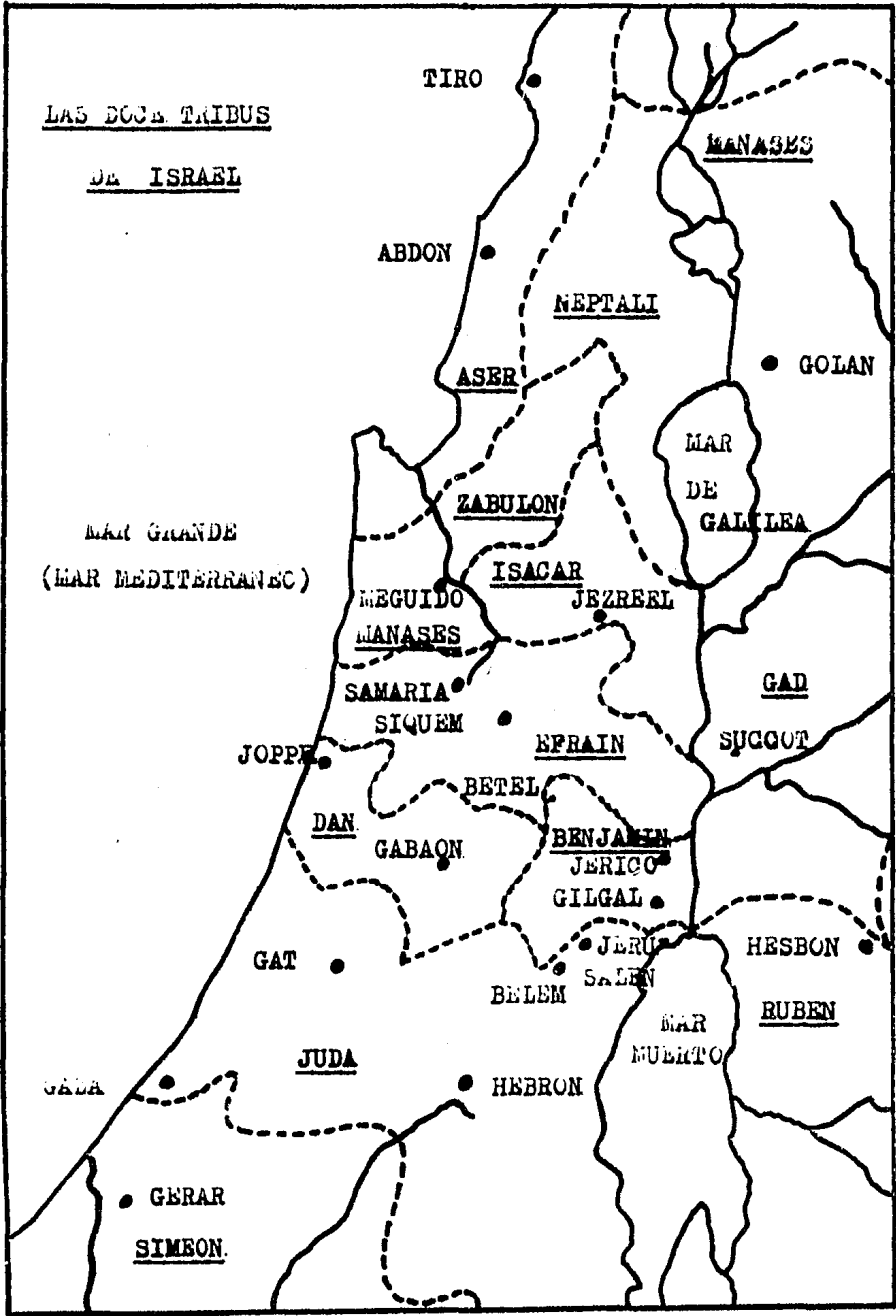 LAS DOCE TRIBUS
DE ISRAEL
TIRO
MANASES
ABDON
NEPTALI
ASER
GOLAN
MAR
DE
GALILEA
ZABULON
MAR GRANDE
(MAR MEDITERRANEO)
ISACAR
MEGUIDO
JEZREEL
MANASES
SAMARIA
GAD
SIQUEM
EFRAIN
SUCCOT
JOPPE
BETEL
DAN
BENJAMIN
GABAON
JERICO
GILGAL
GAT
JERU
SALEN
HESBON
BELEM
RUBEN
MAR
MUERTO
JUDA
HEBRON
GERAR
SIMEON.